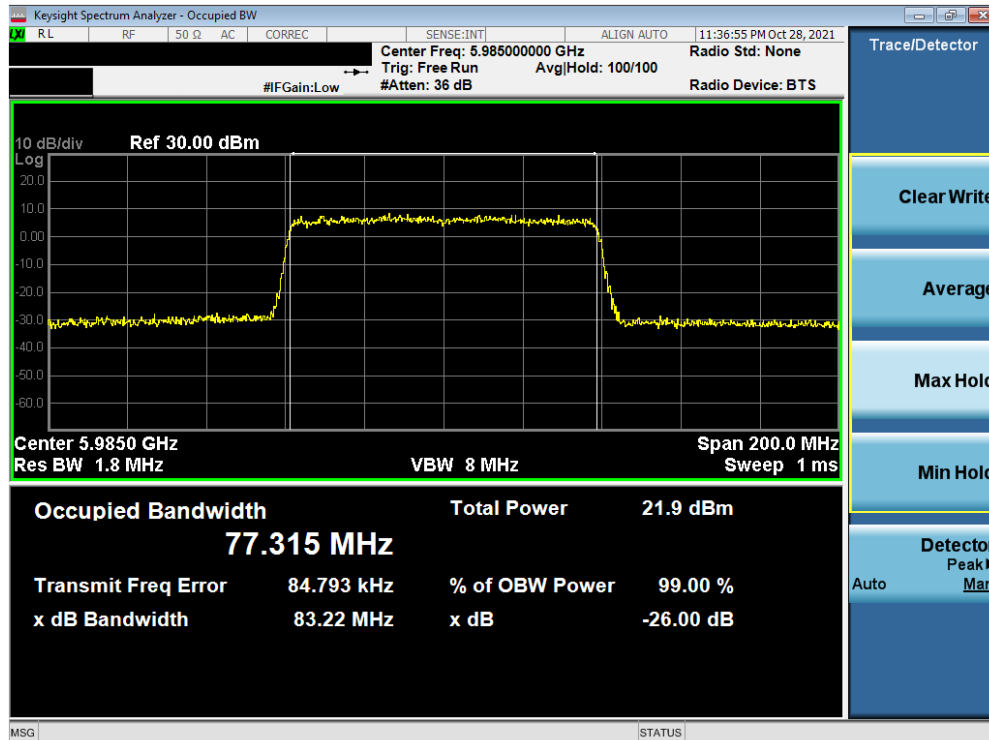 Keysight Spectrum Analyzer - Occupied BW
LXI RL RF 50 Ω AC CORREC SENSE:INT ALIGN AUTO 11:36:55 PM Oct 28, 2021
Center Freq: 5.985000000 GHz Radio Std: None
Trig: Free Run Avg|Hold: 100/100
#IFGain:Low #Atten: 36 dB Radio Device: BTS
10 dB/div Ref 30.00 dBm
Log
20.0
10.0
0.00
-10.0
-20.0
-30.0
-40.0
-50.0
-60.0
Center 5.9850 GHz Span 200.0 MHz
Res BW 1.8 MHz VBW 8 MHz Sweep 1 ms
Occupied Bandwidth Total Power 21.9 dBm
77.315 MHz
Transmit Freq Error 84.793 kHz % of OBW Power 99.00 %
x dB Bandwidth 83.22 MHz x dB -26.00 dB
MSG STATUS
Trace/Detector
Clear Write
Average
Max Hold
Min Hold
Detector
Peak
Auto Man